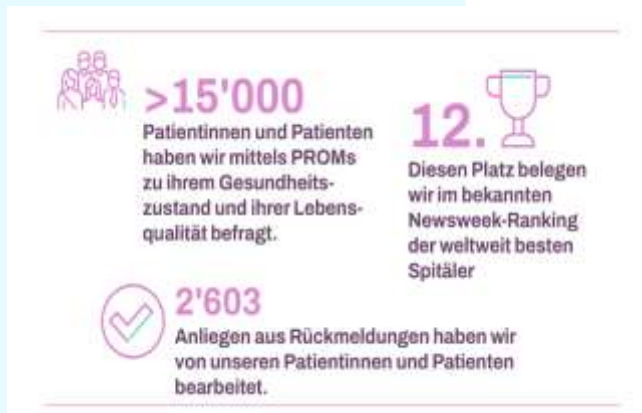 >15'000
Patientinnen und Patienten
haben wir mittels PROMs
zu ihrem Gesundheits-
zustand und ihrer Lebens-
qualität befragt.
12.
Diesen Platz belegen
wir im bekannten
Newsweek-Ranking
der weltweit besten
Spitäler
2'603
Anliegen aus Rückmeldungen haben wir
von unseren Patientinnen und Patienten
bearbeitet.